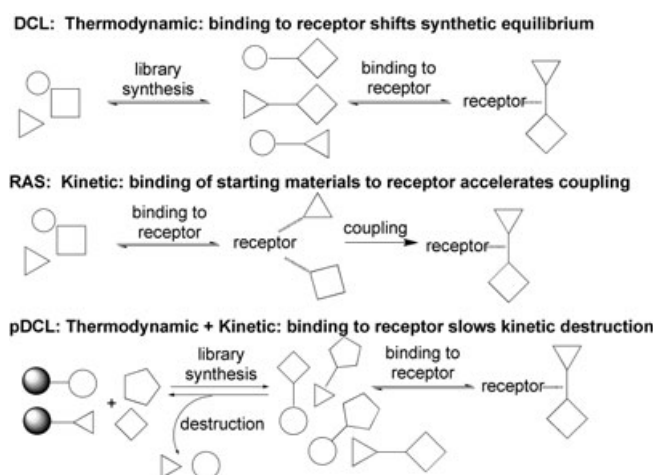 DCL: Thermodynamic: binding to receptor shifts synthetic equilibrium
library
synthesis
binding to
receptor
receptor
RAS: Kinetic: binding of starting materials to receptor accelerates coupling
binding to
receptor
receptor
coupling
receptor
pDCL: Thermodynamic + Kinetic: binding to receptor slows kinetic destruction
library
synthesis
binding to
receptor
receptor
+
destruction